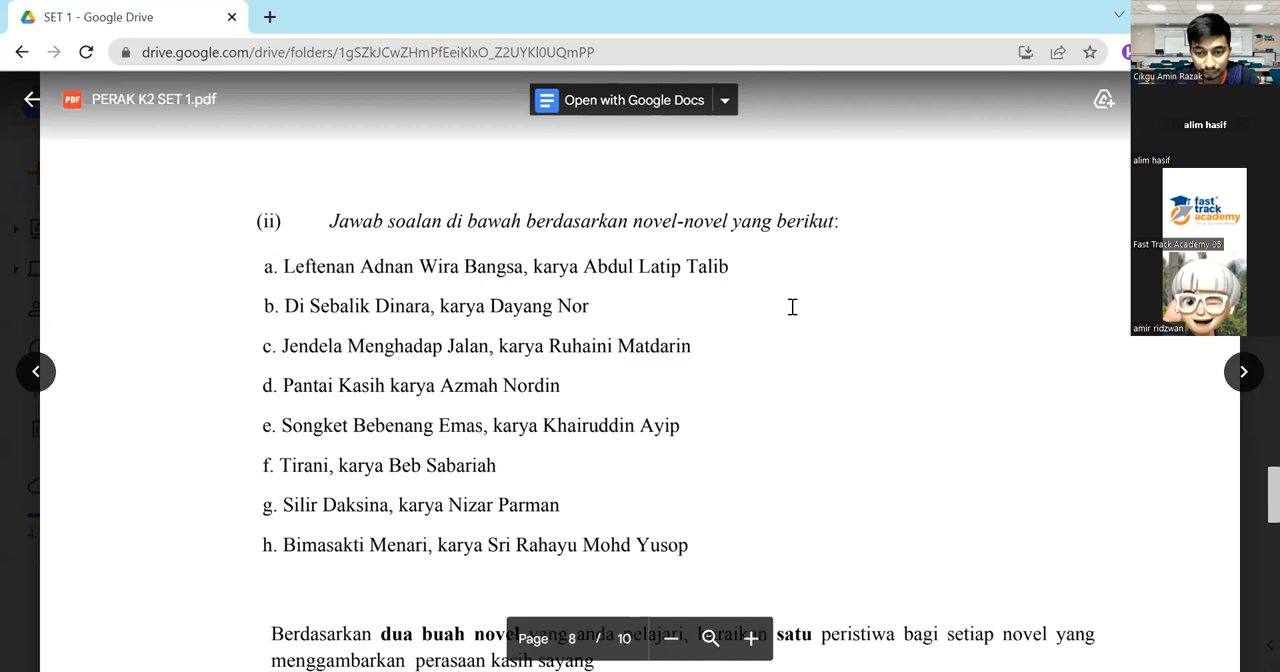 SET 1 - Google Drive
drive.google.com/drive/folders/1gSZkJCwZHmPfEeiKlxO_Z2UYKl0UQmPP
PDF PERAK K2 SET 1.pdf
Open with Google Docs
Cikgu Amin Razak
alim hasif
alim hasif
fast track academy
Fast Track Academy 05
amir ridzwan
(ii) Jawab soalan di bawah berdasarkan novel-novel yang berikut:
a. Leftenan Adnan Wira Bangsa, karya Abdul Latip Talib
b. Di Sebalik Dinara, karya Dayang Nor
c. Jendela Menghadap Jalan, karya Ruhaini Matdarin
d. Pantai Kasih karya Azmah Nordin
e. Songket Bebenang Emas, karya Khairuddin Ayip
f. Tirani, karya Beb Sabariah
g. Silir Daksina, karya Nizar Parman
h. Bimasakti Menari, karya Sri Rahayu Mohd Yusop
Berdasarkan dua buah novel yang anda pelajari, huraikan satu peristiwa bagi setiap novel yang
menggambarkan perasaan kasih sayang
Page 8 / 10